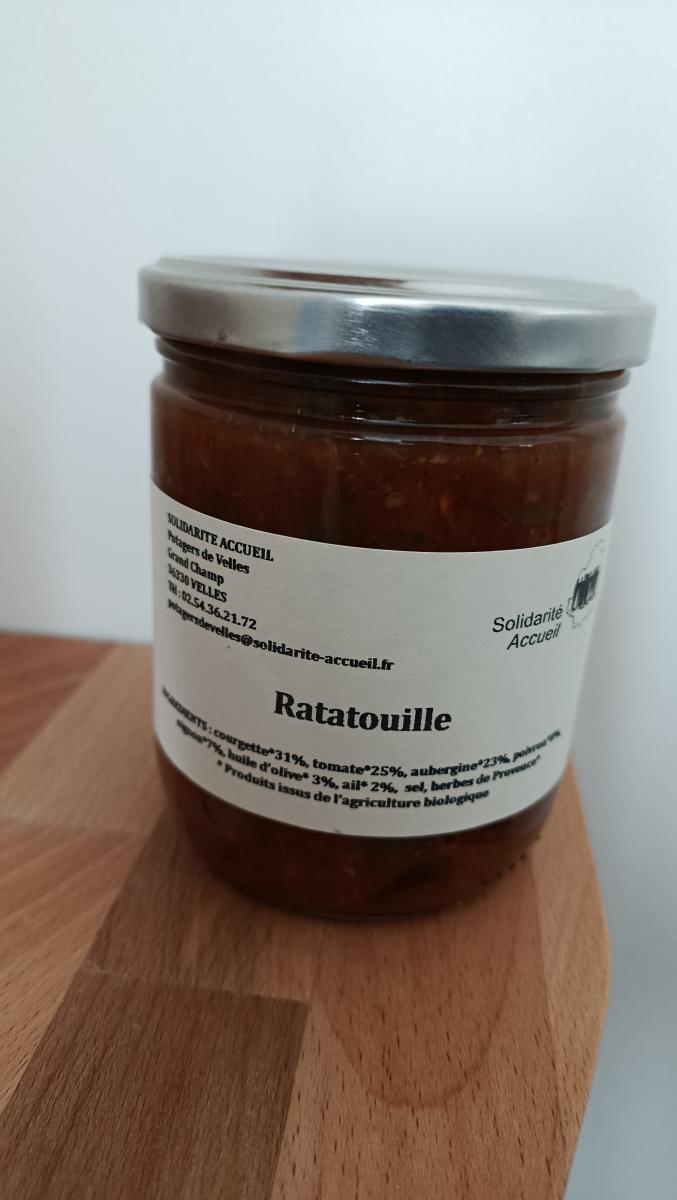 SOLIDARITE ACCUEIL
Potagers de Velles
Grand Champ
36330 VELLES
Tél : 02.54.36.21.72
potagersdevelles@solidarite-accueil.fr
Solidarité
Accueil
Ratatouille
INGREDIENTS : courgette*31%, tomate*25%, aubergine*23%, poivron*
oignon*7%, huile d'olive* 3%, ail* 2%, sel, herbes de Provence*
* Produits issus de l'agriculture biologique